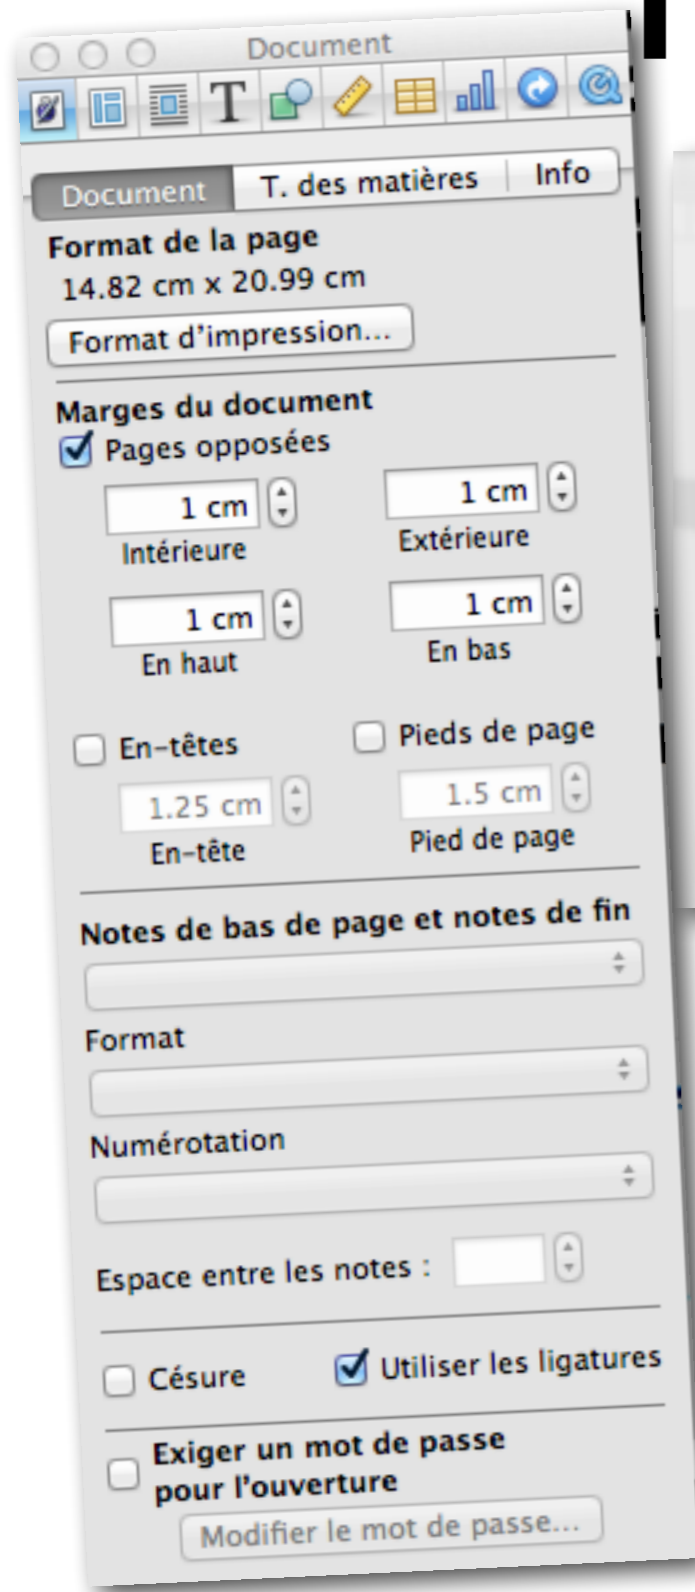 Document
T
Document T. des matières Info
Format de la page
14.82 cm x 20.99 cm
Format d'impression...
Marges du document
Pages opposées
1 cm 1 cm
Intérieure Extérieure
1 cm 1 cm
En haut En bas
En-têtes Pieds de page
1.25 cm 1.5 cm
En-tête Pied de page
Notes de bas de page et notes de fin
Format
Numérotation
Espace entre les notes :
Césure Utiliser les ligatures
Exiger un mot de passe
pour l'ouverture
Modifier le mot de passe...